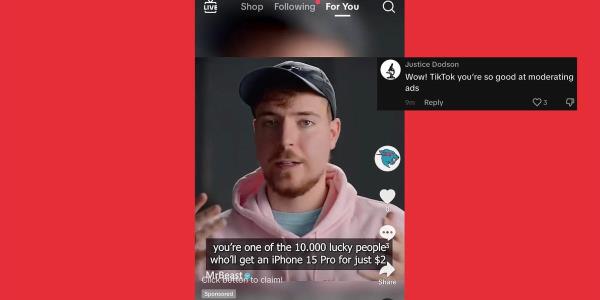 LIVE
Shop Following For You
Justice Dodson
Wow! TikTok you're so good at moderating
ads
9m Reply 3
you're one of the 10.000 lucky people
who'll get an iPhone 15 Pro for just $2
3
MrBeast
Click button to claim!
Share
Sponsored